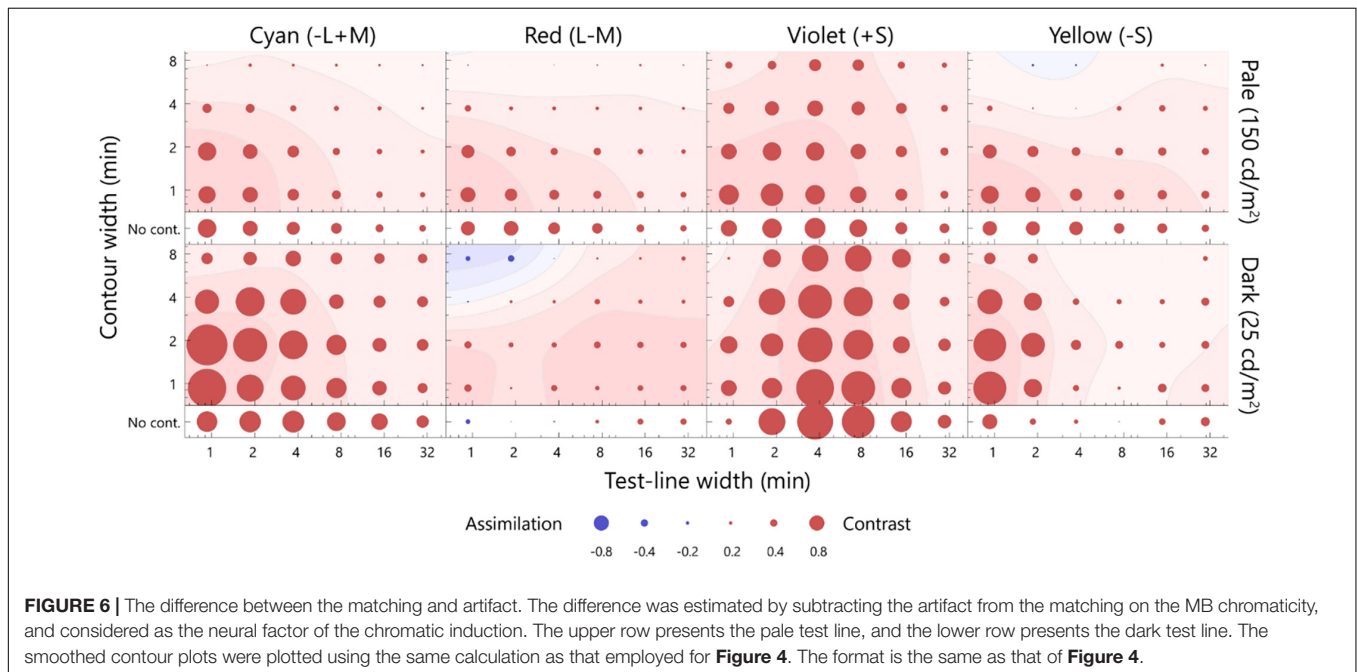 Cyan (-L+M) Red (L-M) Violet (+S) Yellow (-S)
Pale (150 cd/m²)
Dark (25 cd/m²)
Contour width (min)
8
4
2
1
No cont.
8
4
2
1
No cont.
1 2 4 8 16 32 1 2 4 8 16 32 1 2 4 8 16 32 1 2 4 8 16 32
Test-line width (min)
Assimilation Contrast
-0.8 -0.4 -0.2 0.2 0.4 0.8
FIGURE 6 | The difference between the matching and artifact. The difference was estimated by subtracting the artifact from the matching on the MB chromaticity,
and considered as the neural factor of the chromatic induction. The upper row presents the pale test line, and the lower row presents the dark test line. The
smoothed contour plots were plotted using the same calculation as that employed for Figure 4. The format is the same as that of Figure 4.